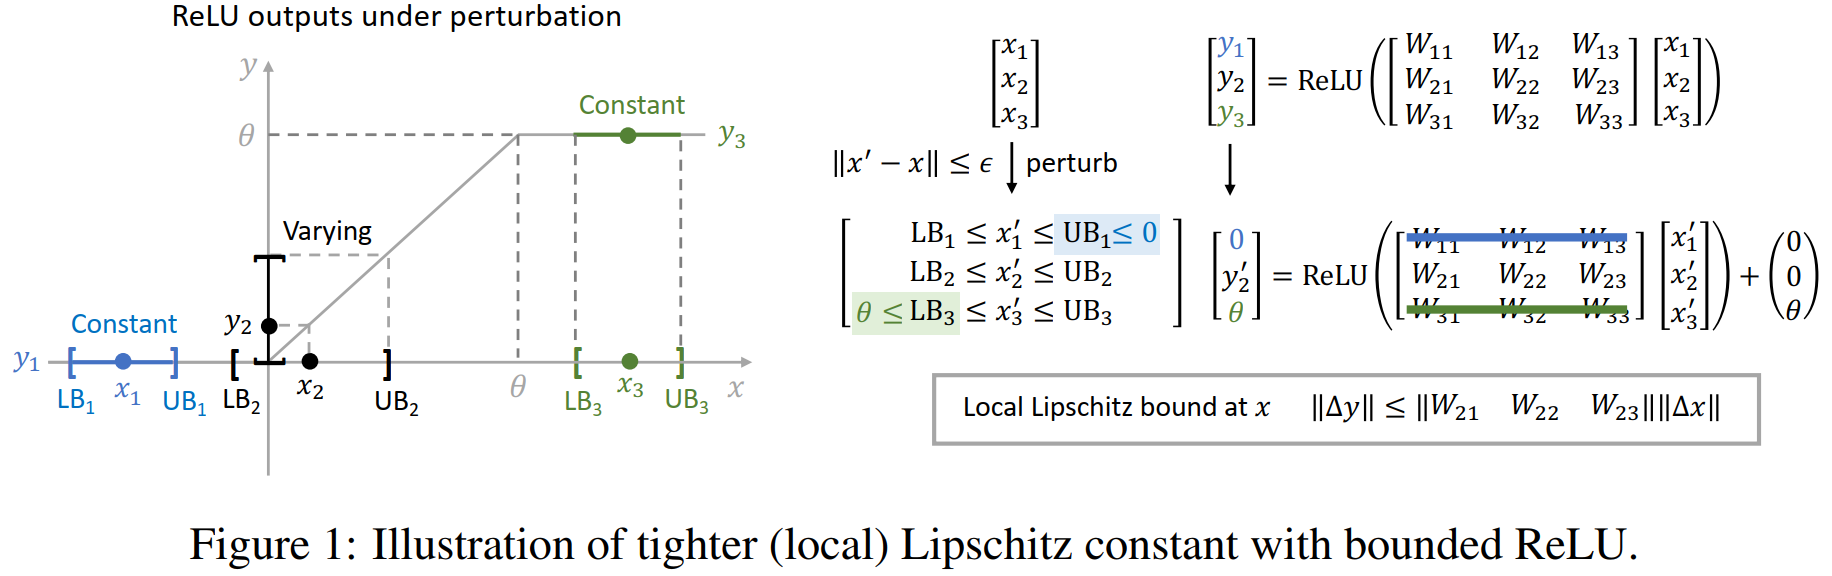 ReLU outputs under perturbation
y
θ
Constant
y₃
Varying
y₂
Constant
y₁
LB₁
x₁
UB₁
LB₂
x₂
UB₂
θ
LB₃
x₃
UB₃
x
[x₁ x₂ x₃]
‖x′ − x‖ ≤ ϵ
perturb
LB₁ ≤ x′₁ ≤ UB₁ ≤ 0
LB₂ ≤ x′₂ ≤ UB₂
θ ≤ LB₃ ≤ x′₃ ≤ UB₃
[y₁] [W₁₁ W₁₂ W₁₃] [x₁]
[y₂] = ReLU ([W₂₁ W₂₂ W₂₃] [x₂])
[y₃] [W₃₁ W₃₂ W₃₃] [x₃]
[0] [W₁₁ W₁₂ W₁₃] [x′₁] (0)
[y′₂] = ReLU ([W₂₁ W₂₂ W₂₃] [x′₂]) + (0)
[θ] [W₃₁ W₃₂ W₃₃] [x′₃] (θ)
Local Lipschitz bound at x ‖Δy‖ ≤ ‖W₂₁ W₂₂ W₂₃‖‖Δx‖
Figure 1: Illustration of tighter (local) Lipschitz constant with bounded ReLU.